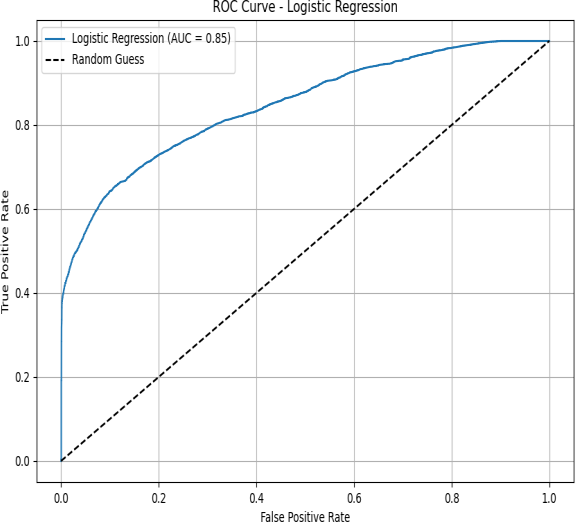 ROC Curve - Logistic Regression
Logistic Regression (AUC = 0.85)
Random Guess
True Positive Rate
1.0
0.8
0.6
0.4
0.2
0.0
0.0 0.2 0.4 0.6 0.8 1.0
False Positive Rate